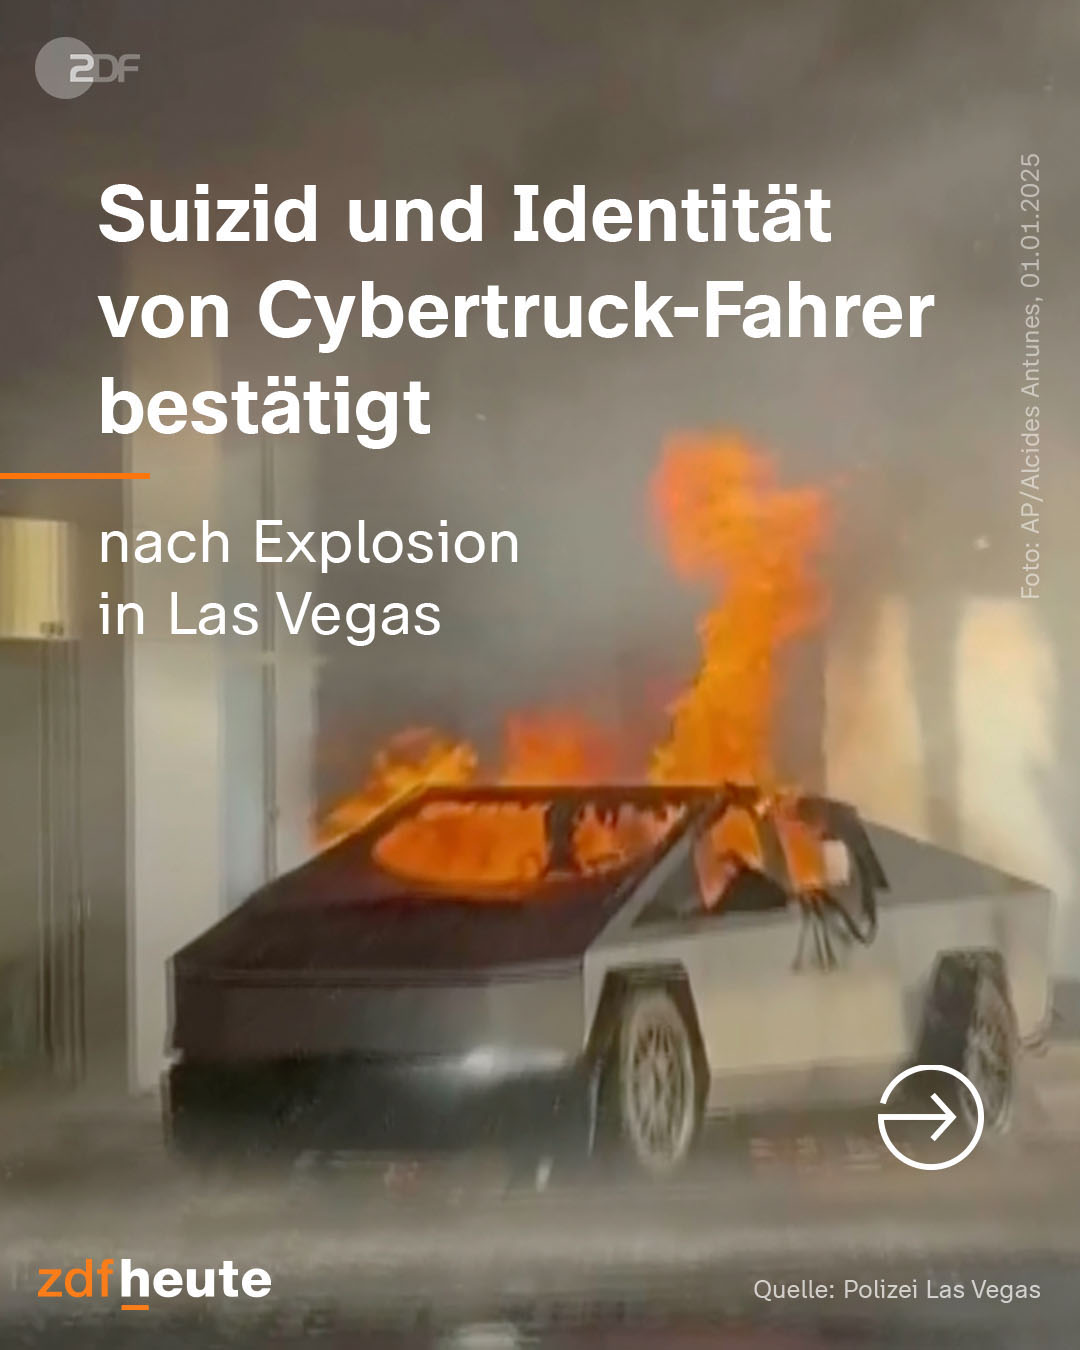 ZDF
Suizid und Identität
von Cybertruck-Fahrer
bestätigt
nach Explosion
in Las Vegas
Foto: AP/Alcides Antunes, 01.01.2025
zdfheute
Quelle: Polizei Las Vegas